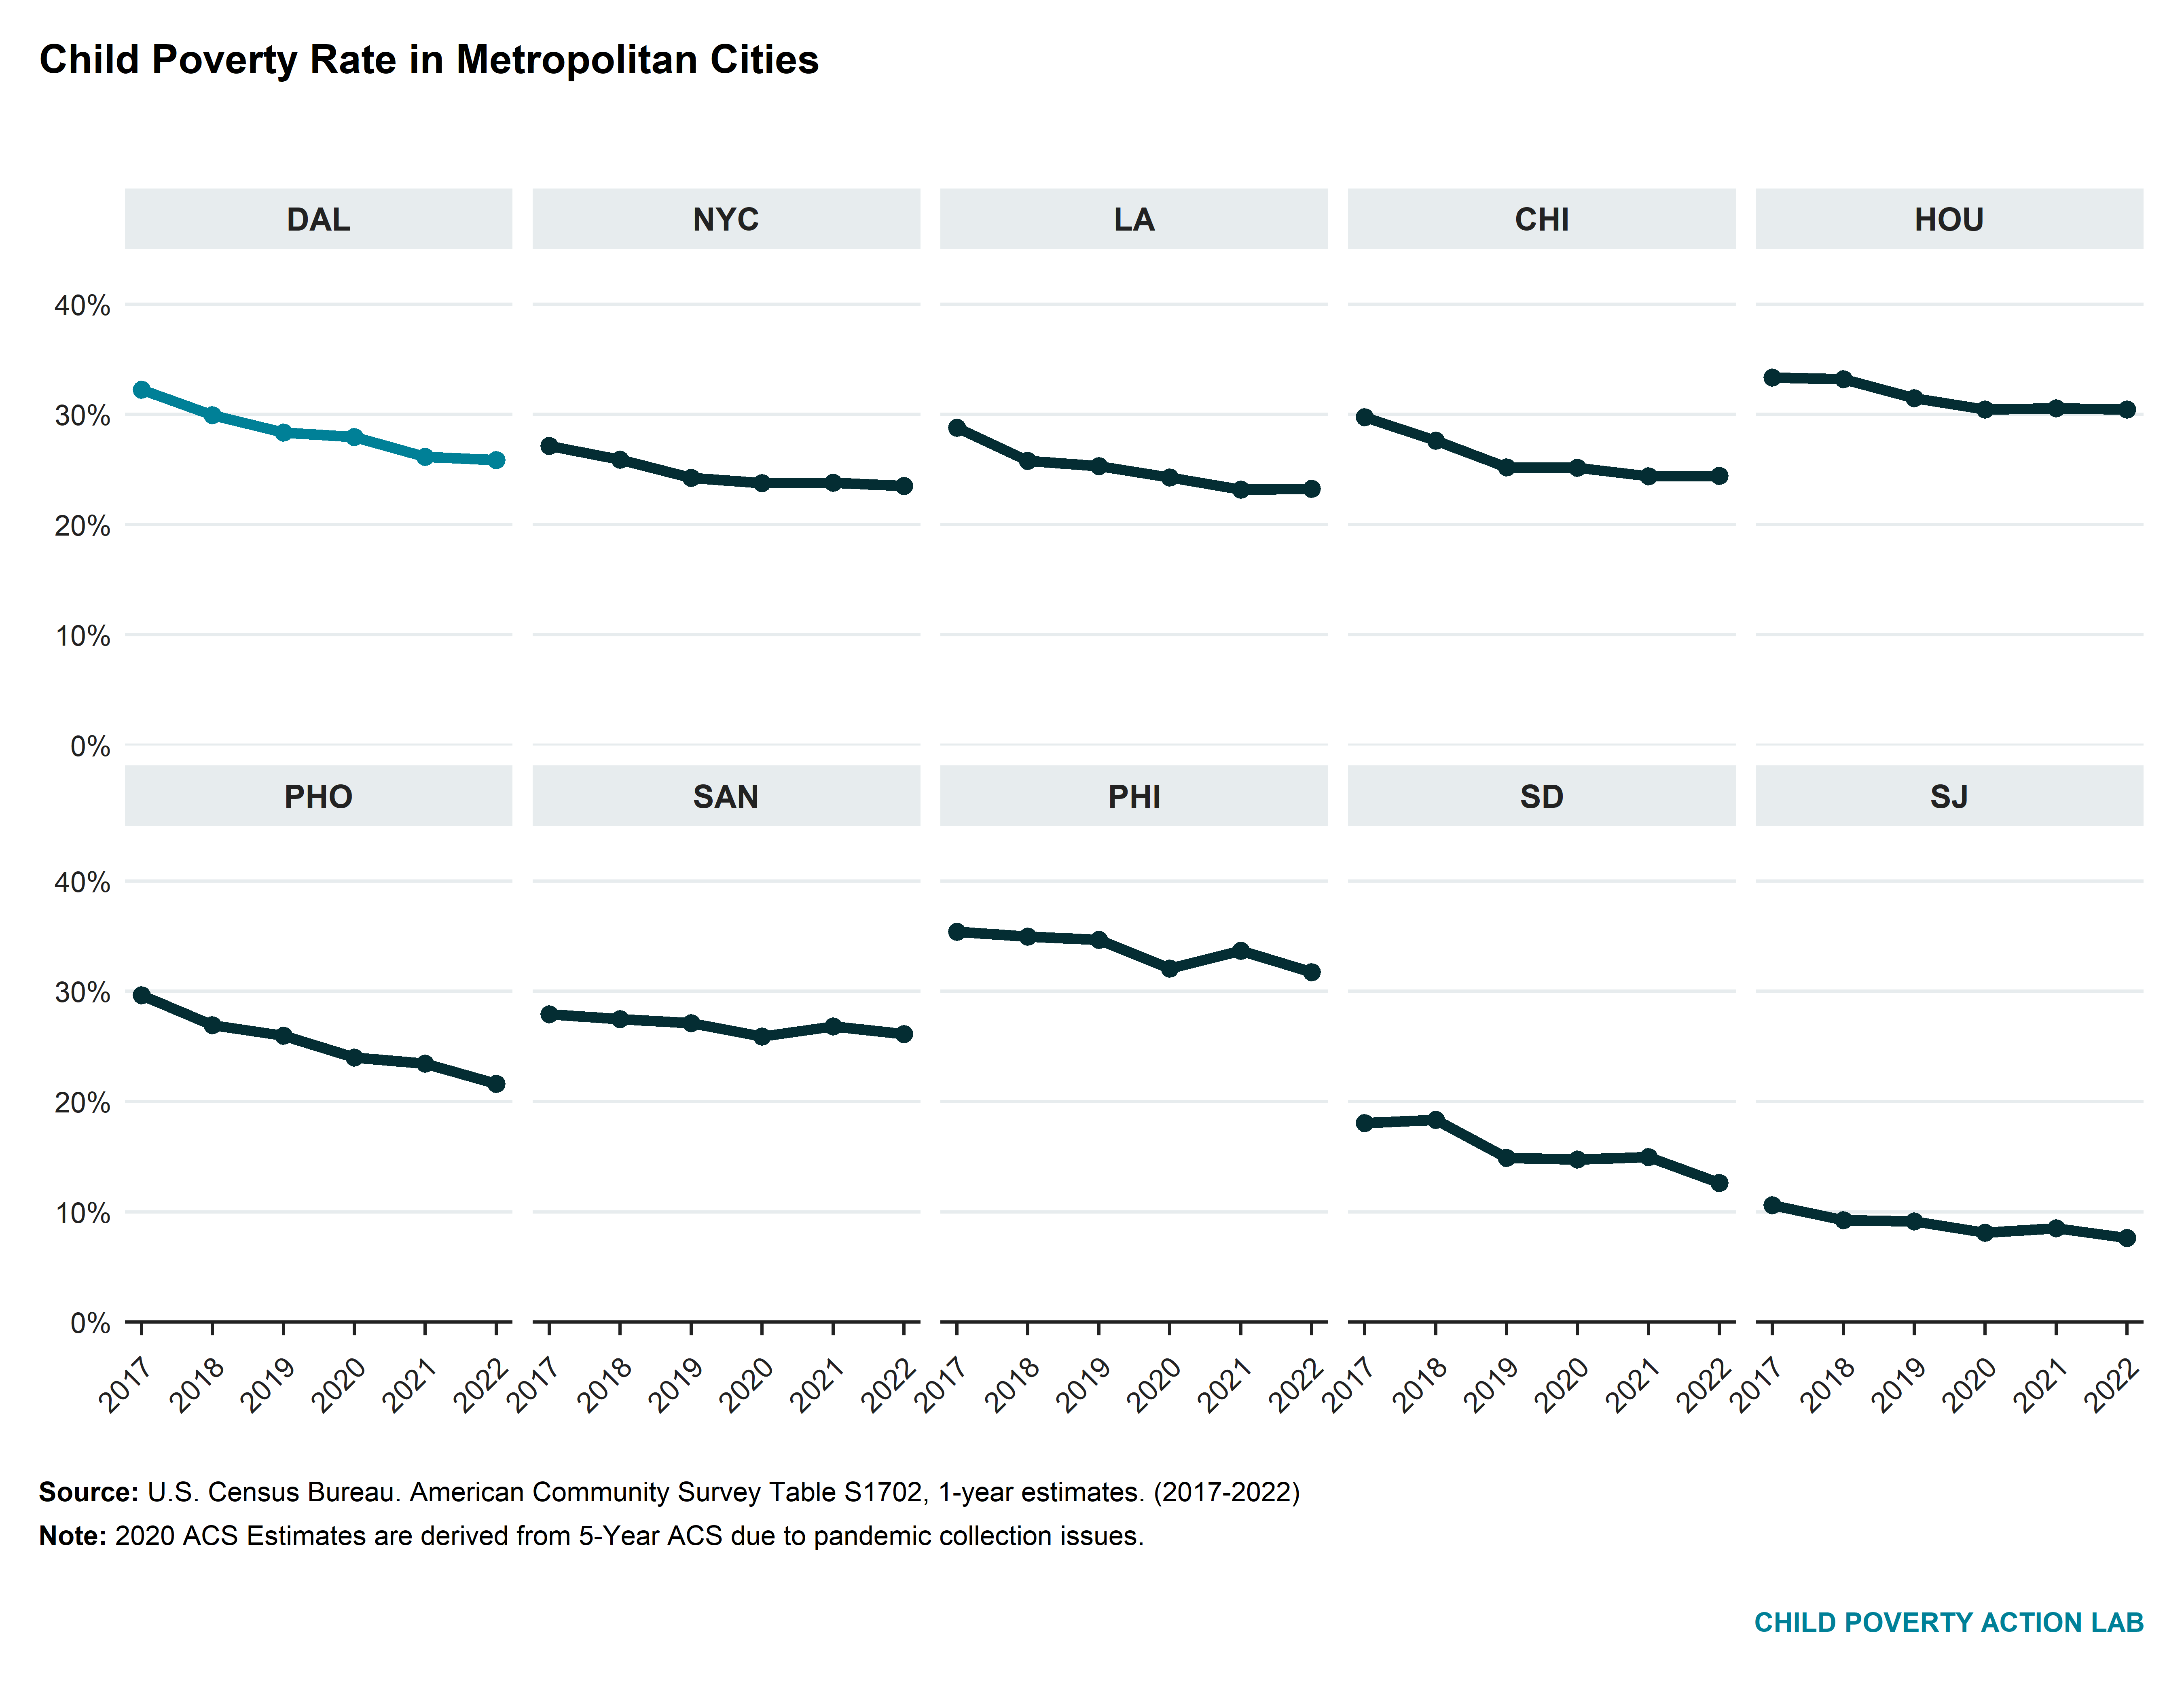 Child Poverty Rate in Metropolitan Cities
DAL NYC LA CHI HOU
40%
30%
20%
10%
0%
PHO SAN PHI SD SJ
40%
30%
20%
10%
0%
2017 2018 2019 2020 2021 2022 2017 2018 2019 2020 2021 2022 2017 2018 2019 2020 2021 2022 2017 2018 2019 2020 2021 2022 2017 2018 2019 2020 2021 2022
Source: U.S. Census Bureau. American Community Survey Table S1702, 1-year estimates. (2017-2022)
Note: 2020 ACS Estimates are derived from 5-Year ACS due to pandemic collection issues.
CHILD POVERTY ACTION LAB